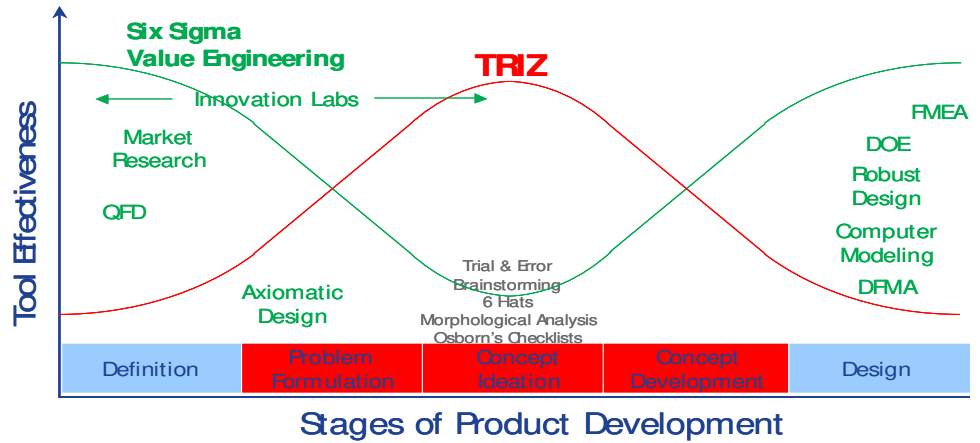 Six Sigma
Value Engineering
TRIZ
Innovation Labs
FMEA
Market
Research
DOE
Robust
Design
QFD
Computer
Modeling
Tool Effectiveness
Axiomatic
Design
Trial & Error
Brainstorming
6 Hats
Morphological Analysis
Osborn's Checklists
DFMA
Definition
Problem
Formulation
Concept
Ideation
Concept
Development
Design
Stages of Product Development